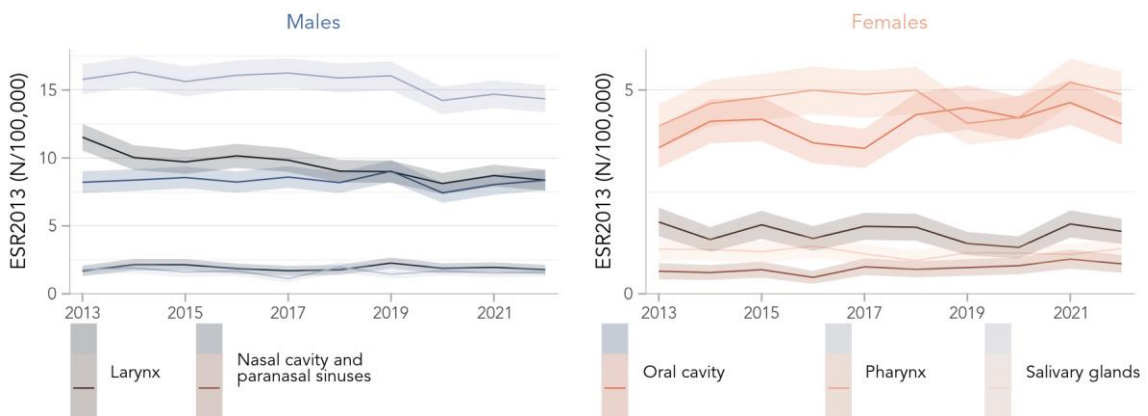 Males
Females
ESR2013 (N/100,000)
15
10
5
0
2013
2015
2017
2019
2021
ESR2013 (N/100,000)
5
0
2013
2015
2017
2019
2021
Larynx
Nasal cavity and
paranasal sinuses
Oral cavity
Pharynx
Salivary glands